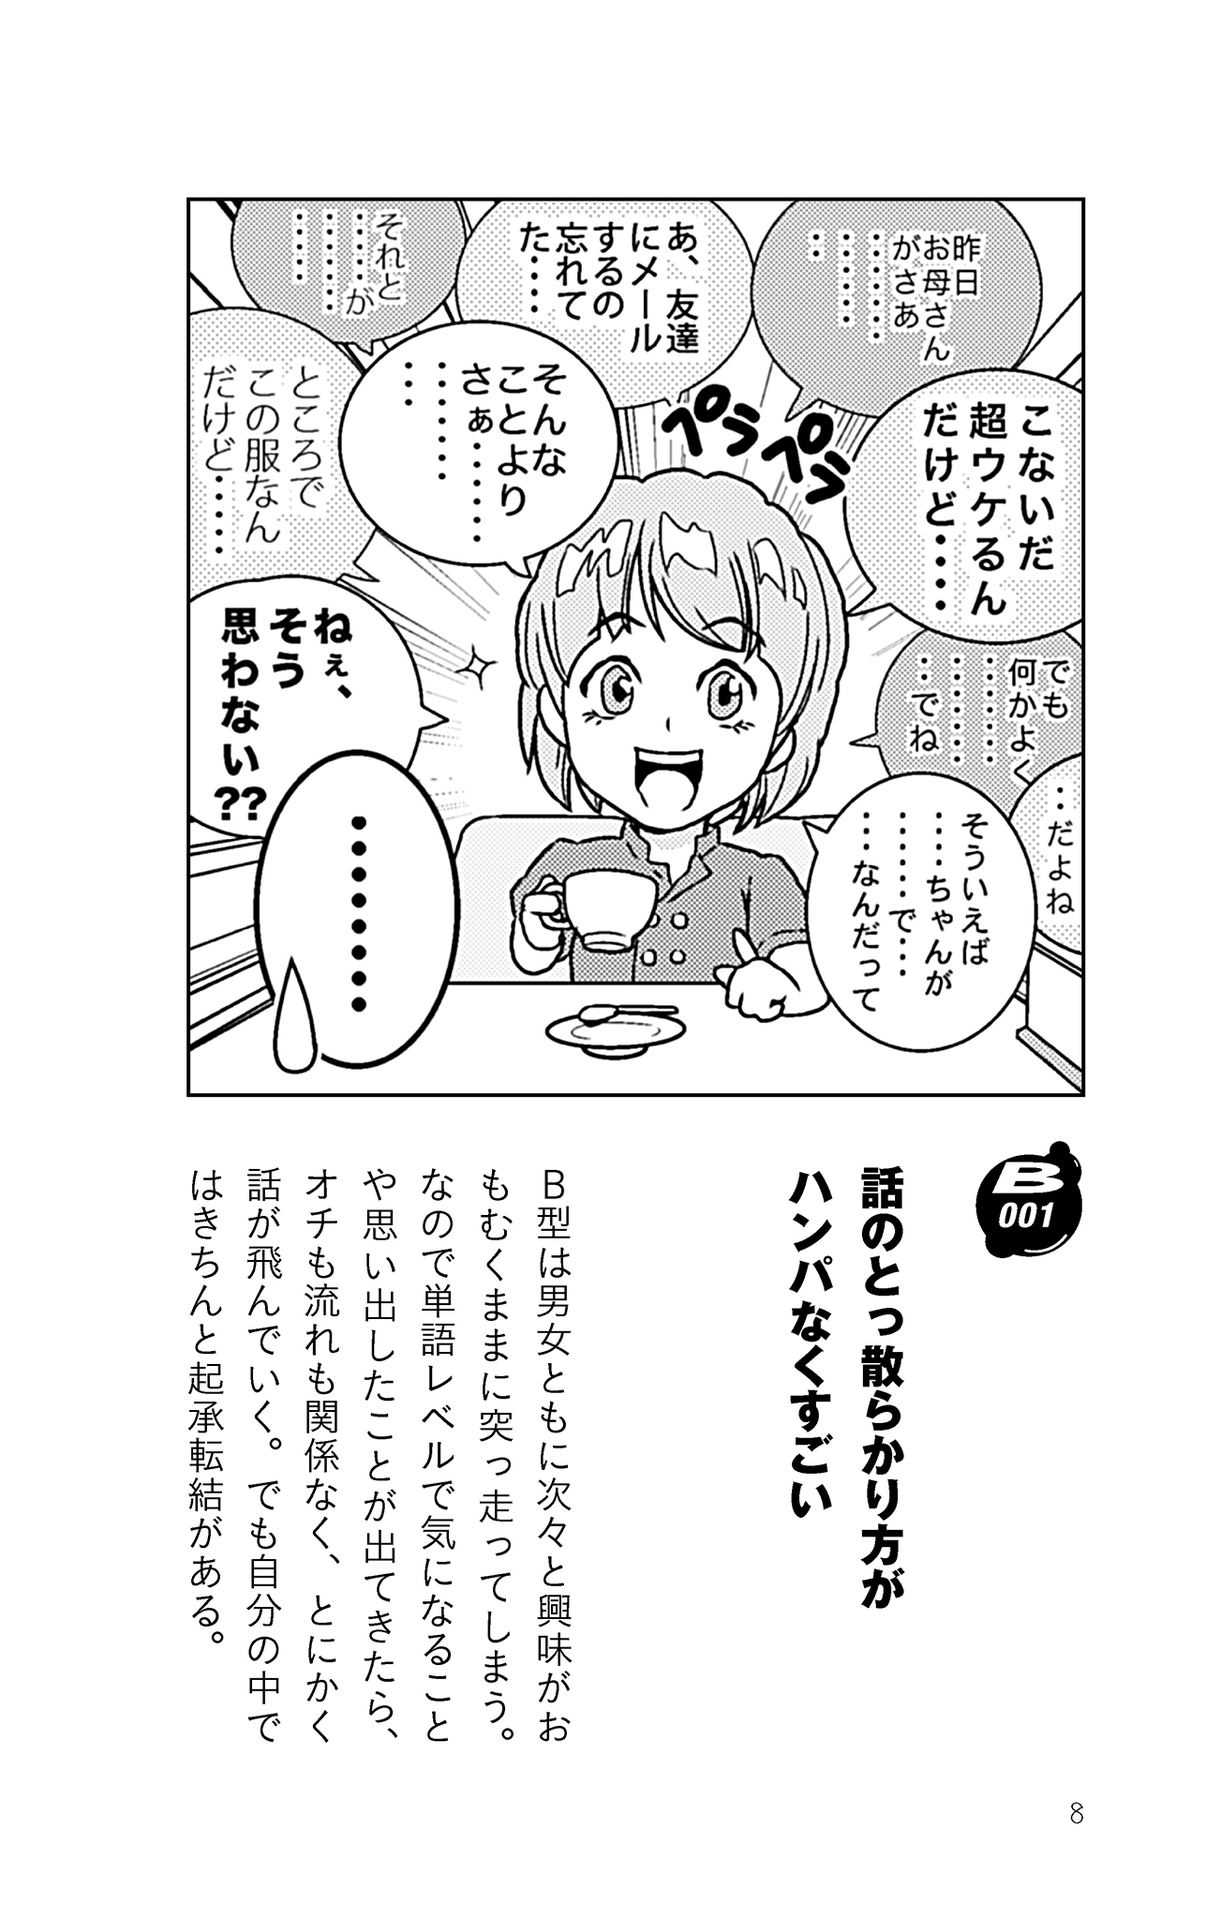 昨日
お母さん
がさあ
………
……
こないだ
超ウケるん
だけど‥‥
あ、友達
にメール
するの
忘れて
た‥‥
ペラペラ
それと
………が
………
そんな
ことより
さぁ………
………
…
ところで
この服なん
だけど……
ねぇ、
そう
思わない??
でも
何かよく
………
………
…でね
‥だよね
そういえば
‥‥ちゃんが
‥‥‥で‥‥
‥‥なんだって
………
B
001
話のとっ散らかり方が
ハンパなくすごい
B型は男女ともに次々と興味がお
もむくままに突っ走ってしまう。
なので単語レベルで気になること
や思い出したことが出てきたら、
オチも流れも関係なく、とにかく
話が飛んでいく。でも自分の中で
はきちんと起承転結がある。
8